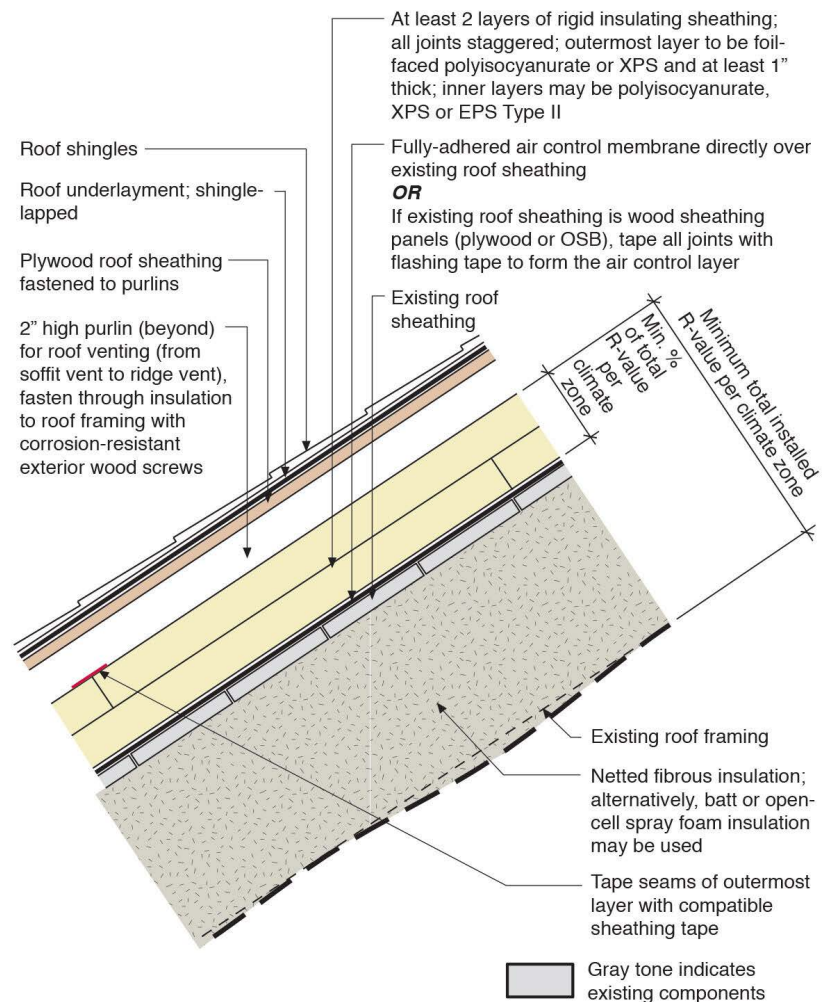 At least 2 layers of rigid insulating sheathing;
all joints staggered; outermost layer to be foil-
faced polyisocyanurate or XPS and at least 1”
thick; inner layers may be polyisocyanurate,
XPS or EPS Type II
Roof shingles
Fully-adhered air control membrane directly over
existing roof sheathing
OR
If existing roof sheathing is wood sheathing
panels (plywood or OSB), tape all joints with
flashing tape to form the air control layer
Roof underlayment; shingle-
lapped
Plywood roof sheathing
fastened to purlins
Existing roof
sheathing
2” high purlin (beyond)
for roof venting (from
soffit vent to ridge vent),
fasten through insulation
to roof framing with
corrosion-resistant
exterior wood screws
Min. %
of total
R-value
per
climate
zone
Minimum total installed
R-value per climate zone
Existing roof framing
Netted fibrous insulation;
alternatively, batt or open-
cell spray foam insulation
may be used
Tape seams of outermost
layer with compatible
sheathing tape
Gray tone indicates
existing components